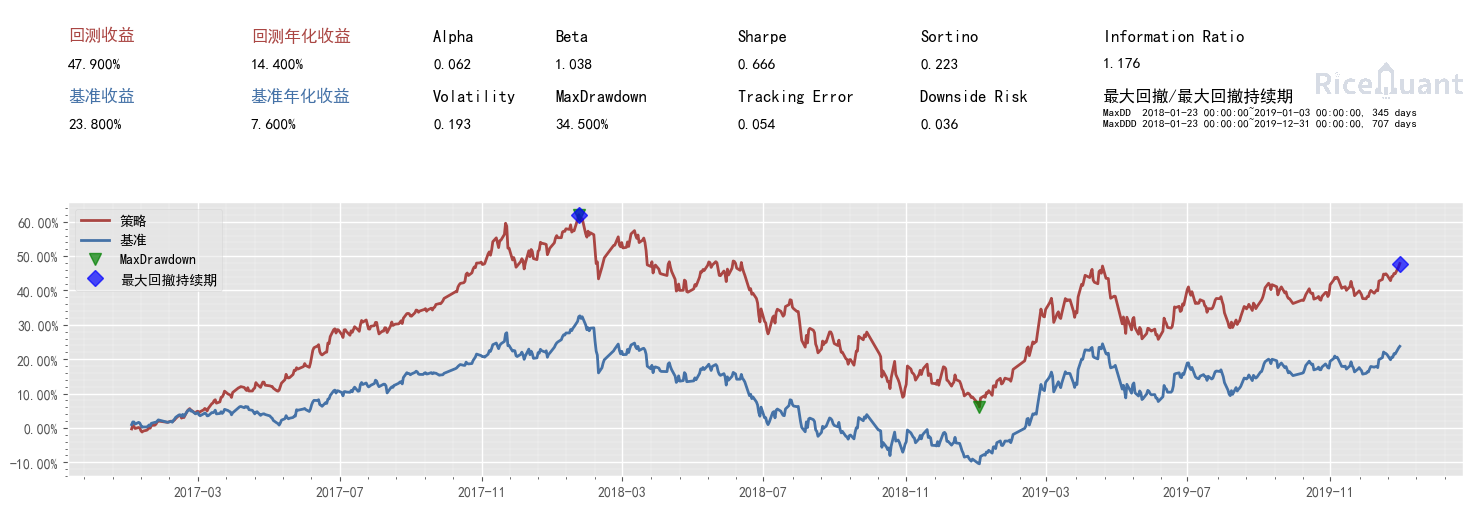 回测收益 回测年化收益 Alpha Beta Sharpe Sortino Information Ratio
47.900% 14.400% 0.062 1.038 0.666 0.223 1.176
RiceQuant
基准收益 基准年化收益 Volatility MaxDrawdown Tracking Error Downside Risk 最大回撤/最大回撤持续期
23.800% 7.600% 0.193 34.500% 0.054 0.036
MaxDD 2018-01-23 00:00:00~2019-01-03 00:00:00, 345 days
MaxDDD 2018-01-23 00:00:00~2019-12-31 00:00:00, 707 days
策略
基准
MaxDrawdown
最大回撤持续期
60.00%
50.00%
40.00%
30.00%
20.00%
10.00%
0.00%
-10.00%
2017-03 2017-07 2017-11 2018-03 2018-07 2018-11 2019-03 2019-07 2019-11